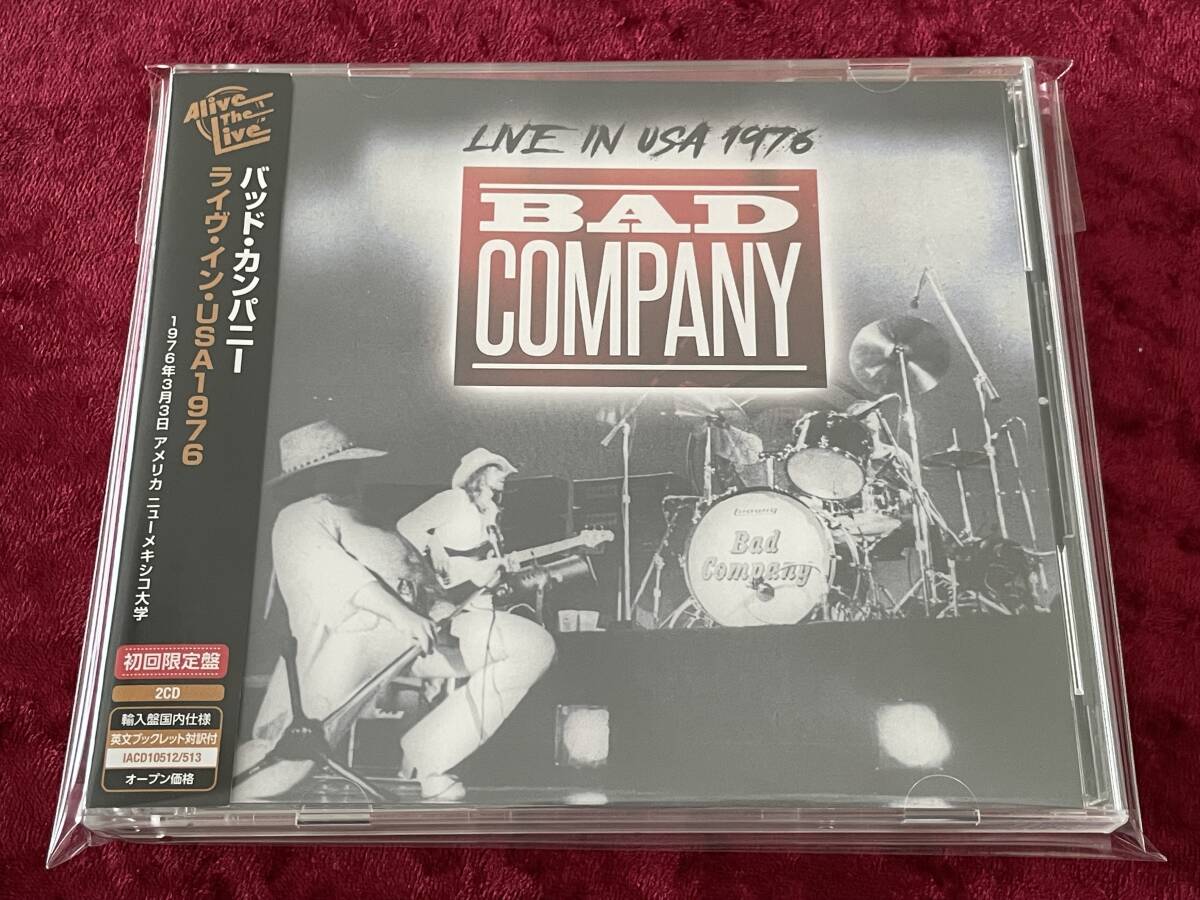 Alive
The
Live
バッド・カンパニー
ライヴ・イン・USA1976
1976年3月3日 アメリカ ニューメキシコ大学
初回限定盤
2CD
輸入盤国内仕様
英文ブックレット対訳付
IACD10512/513
オープン価格
LIVE IN USA 1976
BAD
COMPANY
Ludwig
Bad
Company